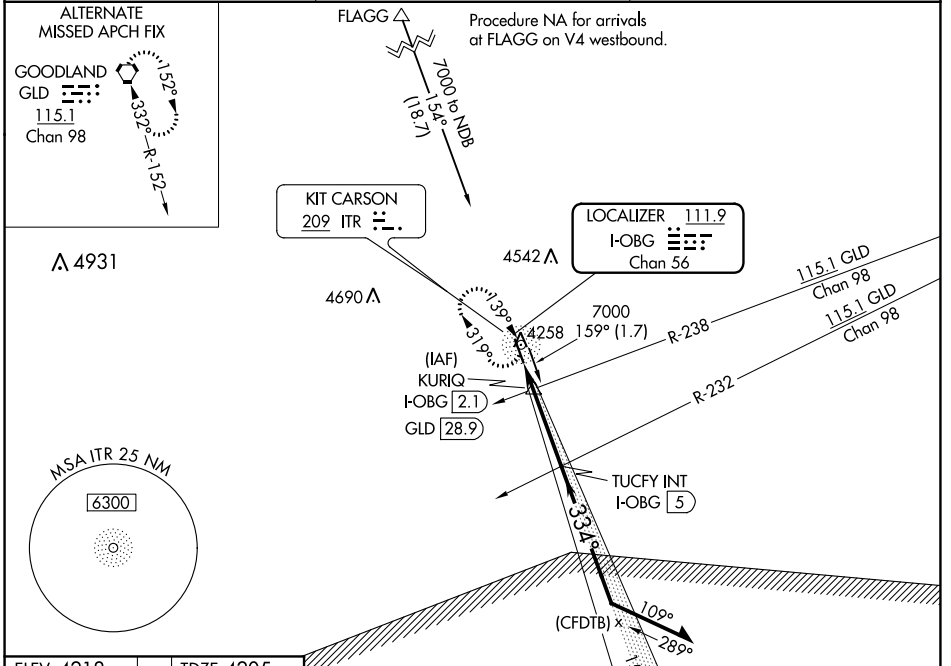 ALTERNATE
MISSED APCH FIX
GOODLAND
GLD
115.1
Chan 98
152°
332°
R-152
FLAGG
Procedure NA for arrivals
at FLAGG on V4 westbound.
7000 to NDB
154°
(18.7)
KIT CARSON
209 ITR
LOCALIZER 111.9
I-OBG
Chan 56
4931
4542
4690
4258
139°
319°
7000
159° (1.7)
115.1 GLD
Chan 98
R-238
115.1 GLD
Chan 98
R-232
(IAF)
KURIQ
I-OBG 2.1
GLD 28.9
TUCFY INT
I-OBG 5
334°
MSA ITR 25 NM
6300
(CFDTB) x
109°
289°
ELEV 4219
TDZE 4205